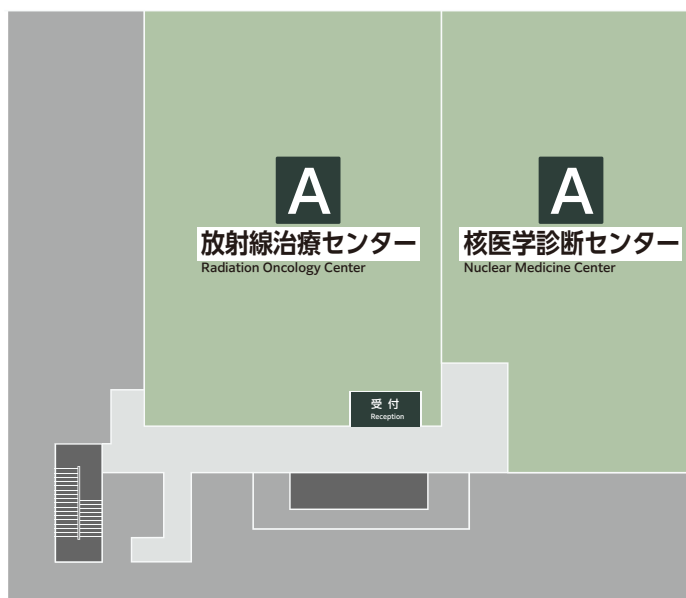 A
放射線治療センター
Radiation Oncology Center
A
核医学診断センター
Nuclear Medicine Center
受付
Reception